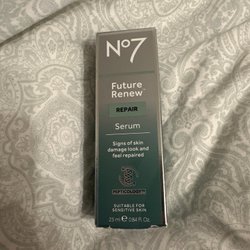 No7
Future
Renew
REPAIR
Serum
Signs of skin
damage look and
feel repaired
PEPTICOLOGY™
SUITABLE FOR
SENSITIVE SKIN
25 ml ℮ 0.84 Fl. Oz.